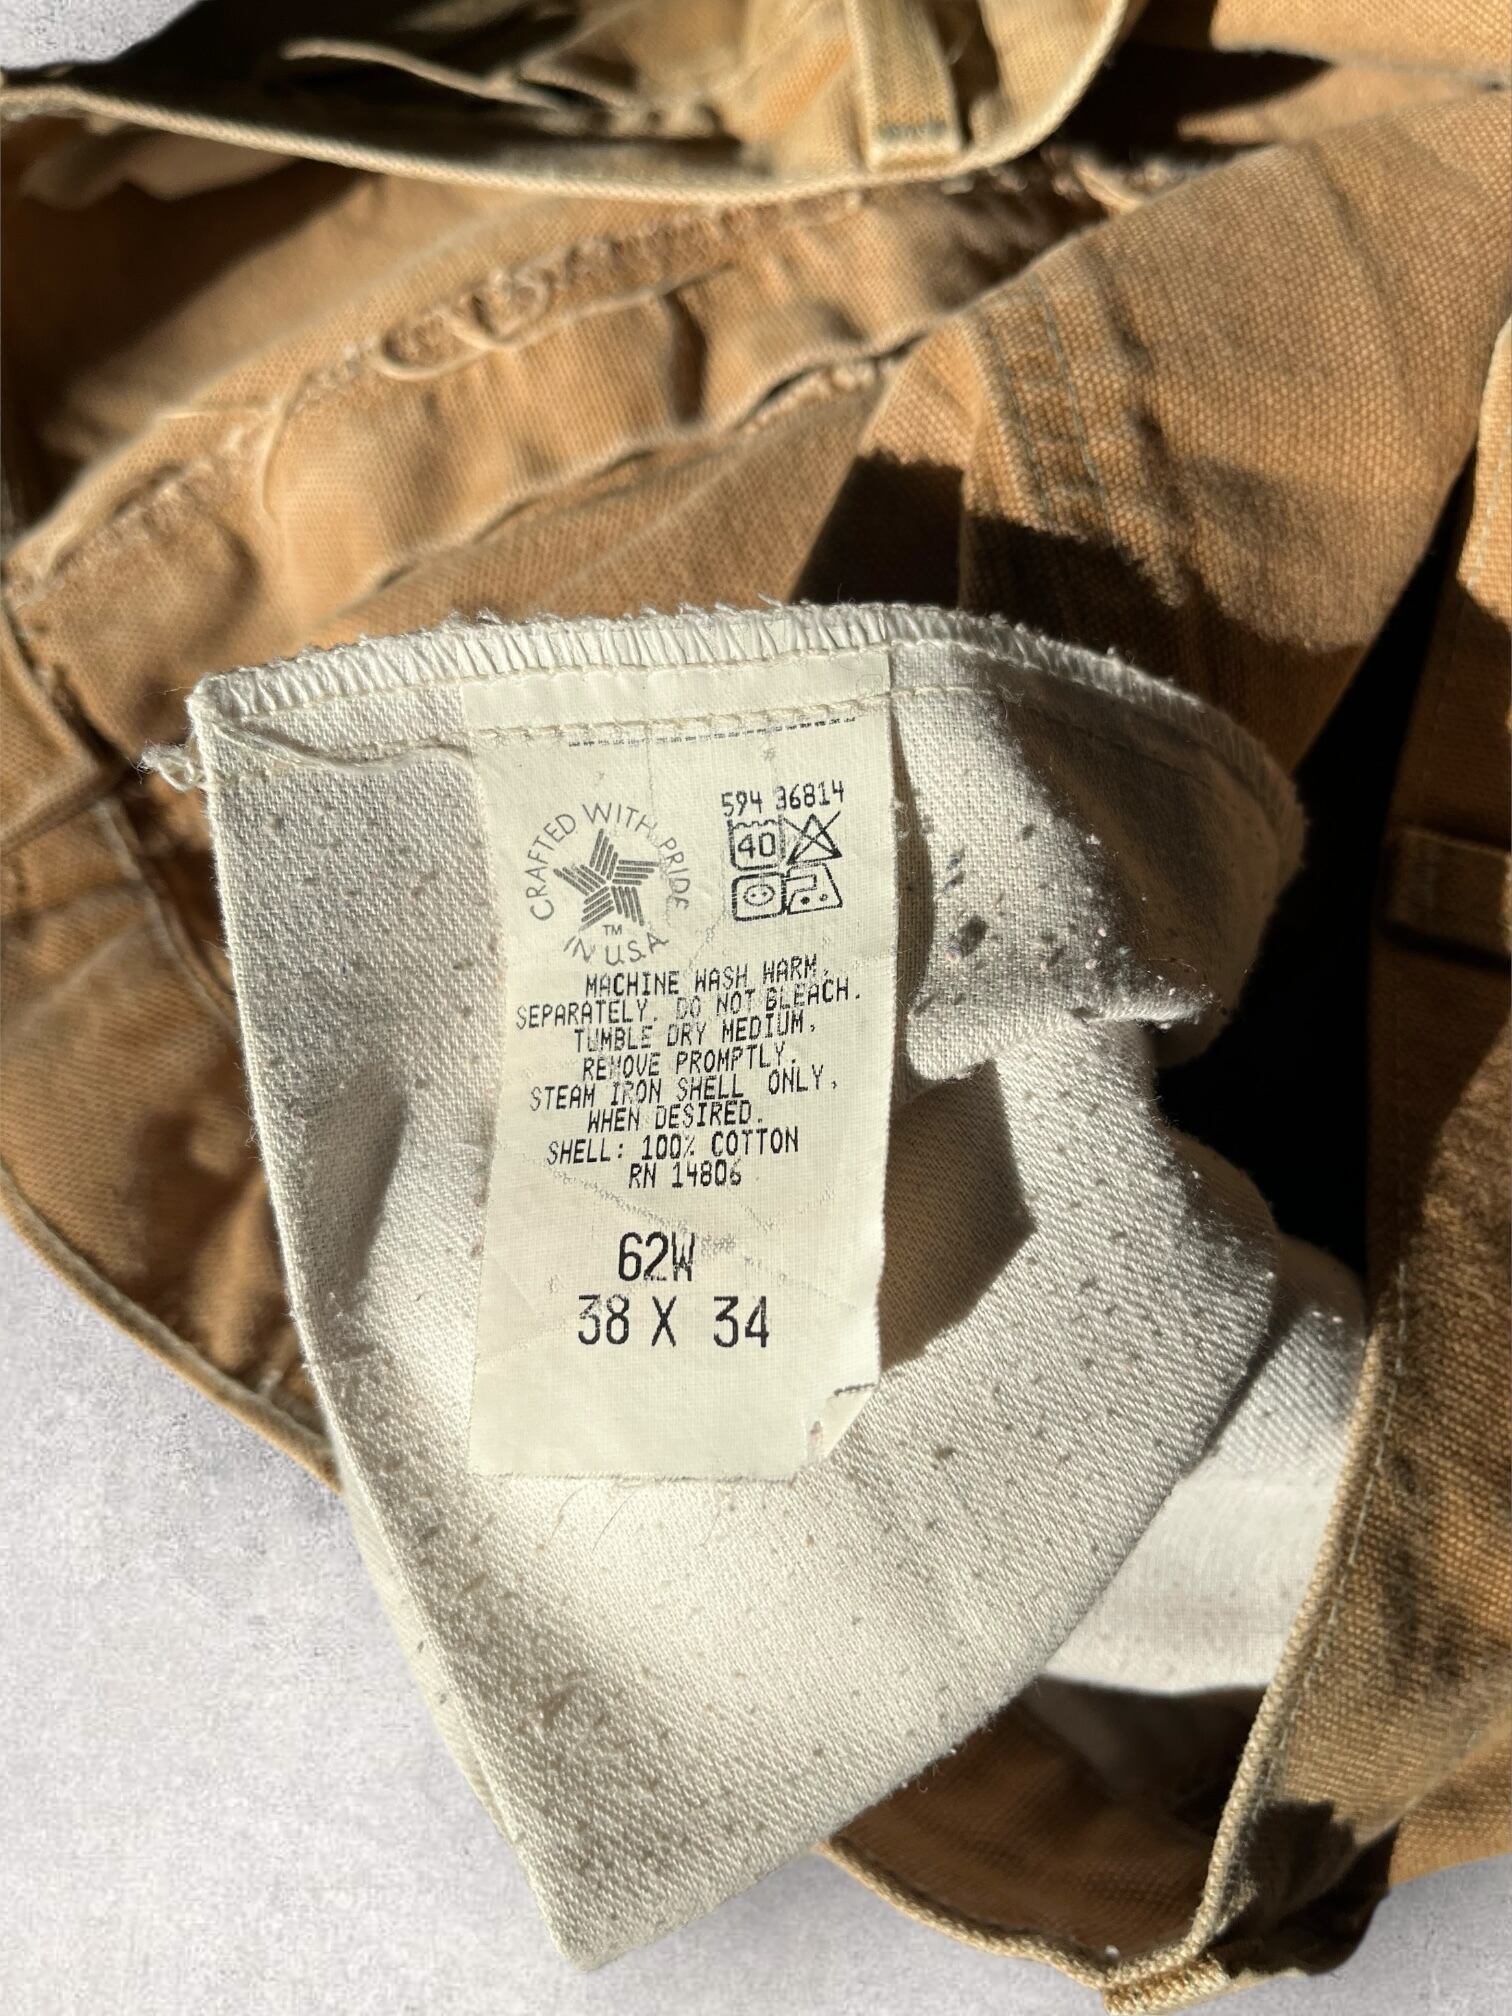 CRAFTED WITH PRIDE
IN U.S.A.
TM
594 36814
40
MACHINE WASH WARM,
SEPARATELY. DO NOT BLEACH.
TUMBLE DRY MEDIUM,
REMOVE PROMPTLY.
STEAM IRON SHELL ONLY,
WHEN DESIRED.
SHELL: 100% COTTON
RN 14806
62W
38 X 34